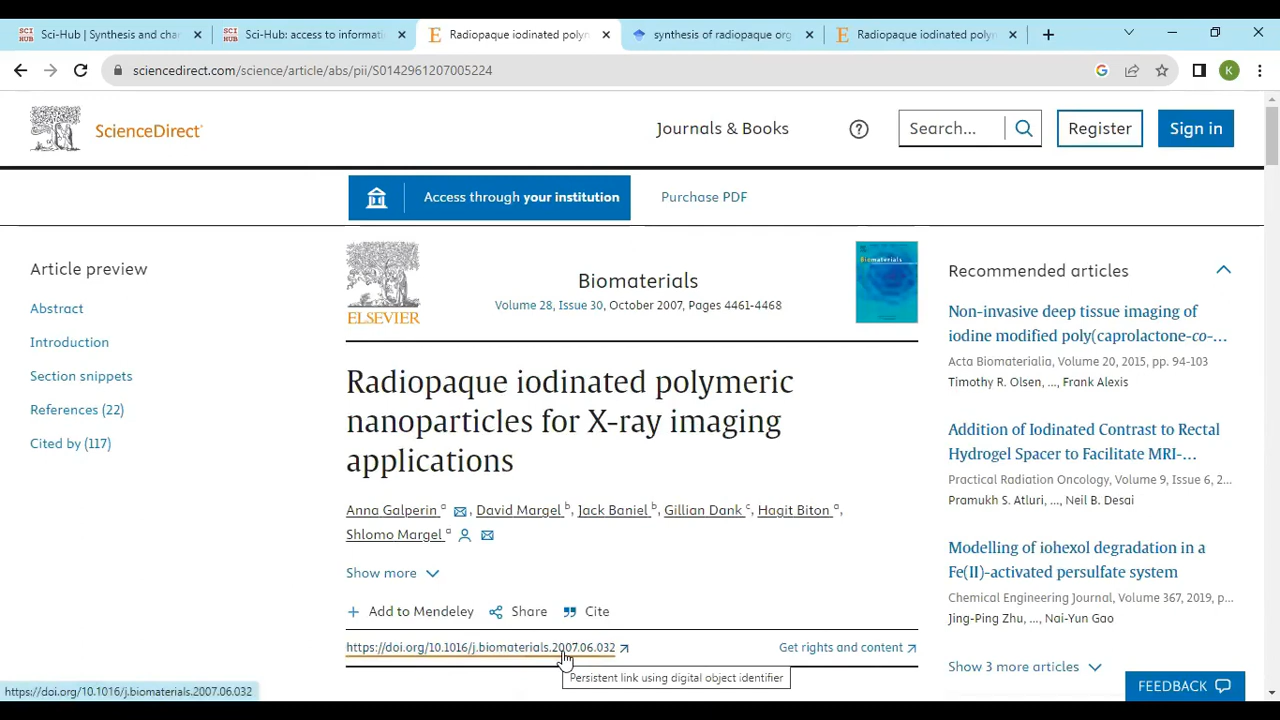 SCI HUB Sci-Hub | Synthesis and cha
SCI HUB Sci-Hub: access to informati
Radiopaque iodinated polym
synthesis of radiopaque org
Radiopaque iodinated polym
sciencedirect.com/science/article/abs/pii/S0142961207005224
K
ScienceDirect
Journals & Books
?
Search...
Register
Sign in
Access through your institution
Purchase PDF
Article preview
Abstract
Introduction
Section snippets
References (22)
Cited by (117)
ELSEVIER
Biomaterials
Volume 28, Issue 30, October 2007, Pages 4461-4468
Biomaterials
Radiopaque iodinated polymeric
nanoparticles for X-ray imaging
applications
Anna Galperin a, David Margel b, Jack Baniel b, Gillian Dank c, Hagit Biton a,
Shlomo Margel a
Show more
Add to Mendeley Share Cite
https://doi.org/10.1016/j.biomaterials.2007.06.032
Get rights and content
Persistent link using digital object identifier
Recommended articles
Non-invasive deep tissue imaging of
iodine modified poly(caprolactone-co-...
Acta Biomaterialia, Volume 20, 2015, pp. 94-103
Timothy R. Olsen, ..., Frank Alexis
Addition of Iodinated Contrast to Rectal
Hydrogel Spacer to Facilitate MRI-...
Practical Radiation Oncology, Volume 9, Issue 6, 2...
Pramukh S. Atluri, ..., Neil B. Desai
Modelling of iohexol degradation in a
Fe(II)-activated persulfate system
Chemical Engineering Journal, Volume 367, 2019, p...
Jing-Ping Zhu, ..., Nai-Yun Gao
Show 3 more articles
FEEDBACK
https://doi.org/10.1016/j.biomaterials.2007.06.032